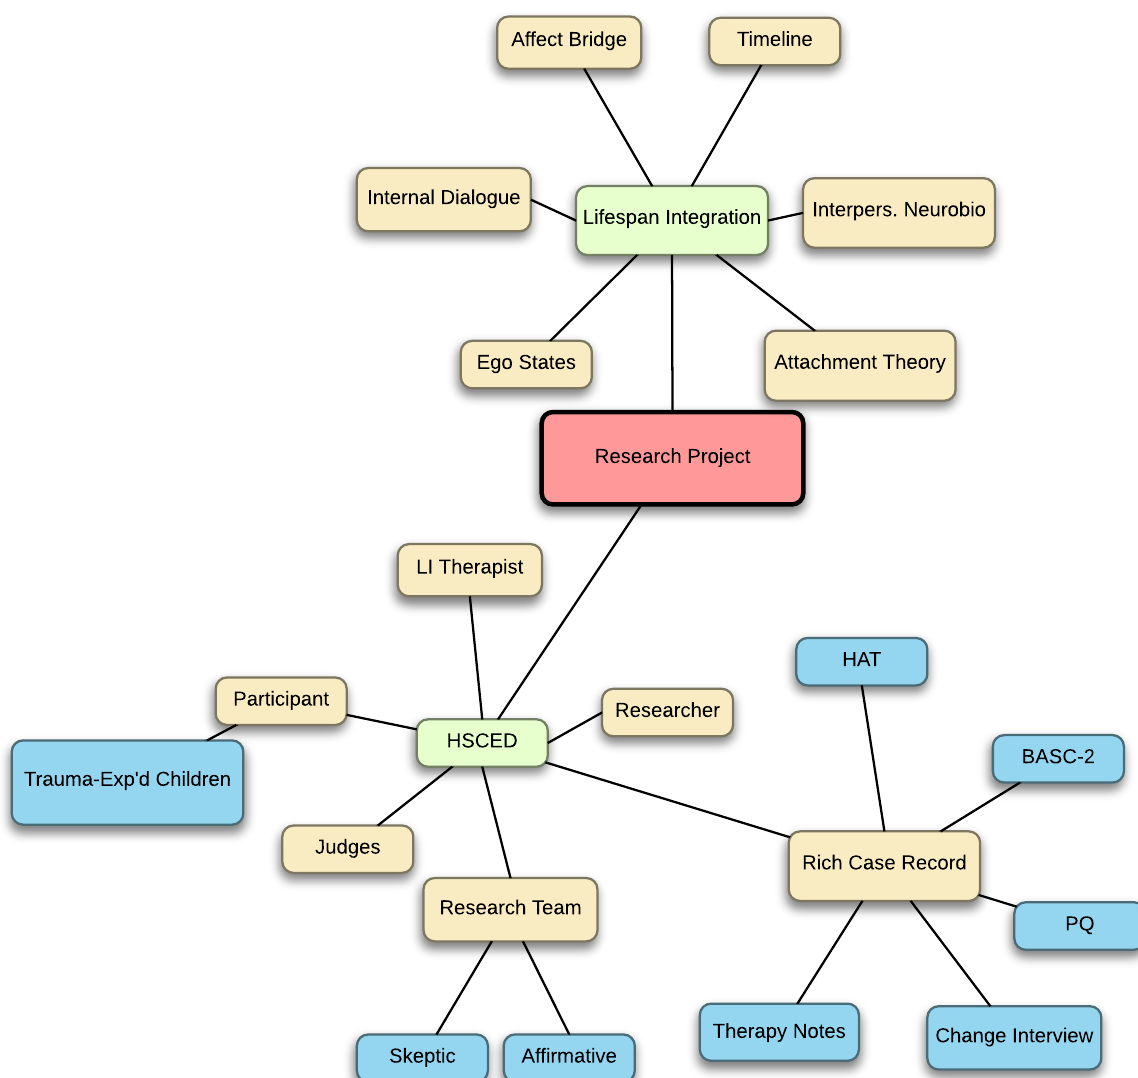 Affect Bridge
Timeline
Internal Dialogue
Lifespan Integration
Interpers. Neurobio
Ego States
Attachment Theory
Research Project
LI Therapist
HAT
Participant
Researcher
HSCED
BASC-2
Trauma-Exp'd Children
Judges
Rich Case Record
Research Team
PQ
Therapy Notes
Change Interview
Skeptic
Affirmative